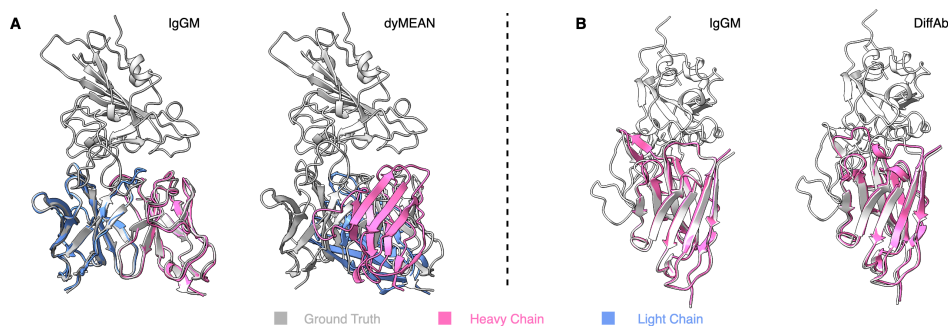 A
IgGM
dyMEAN
B
IgGM
DiffAb
Ground Truth
Heavy Chain
Light Chain